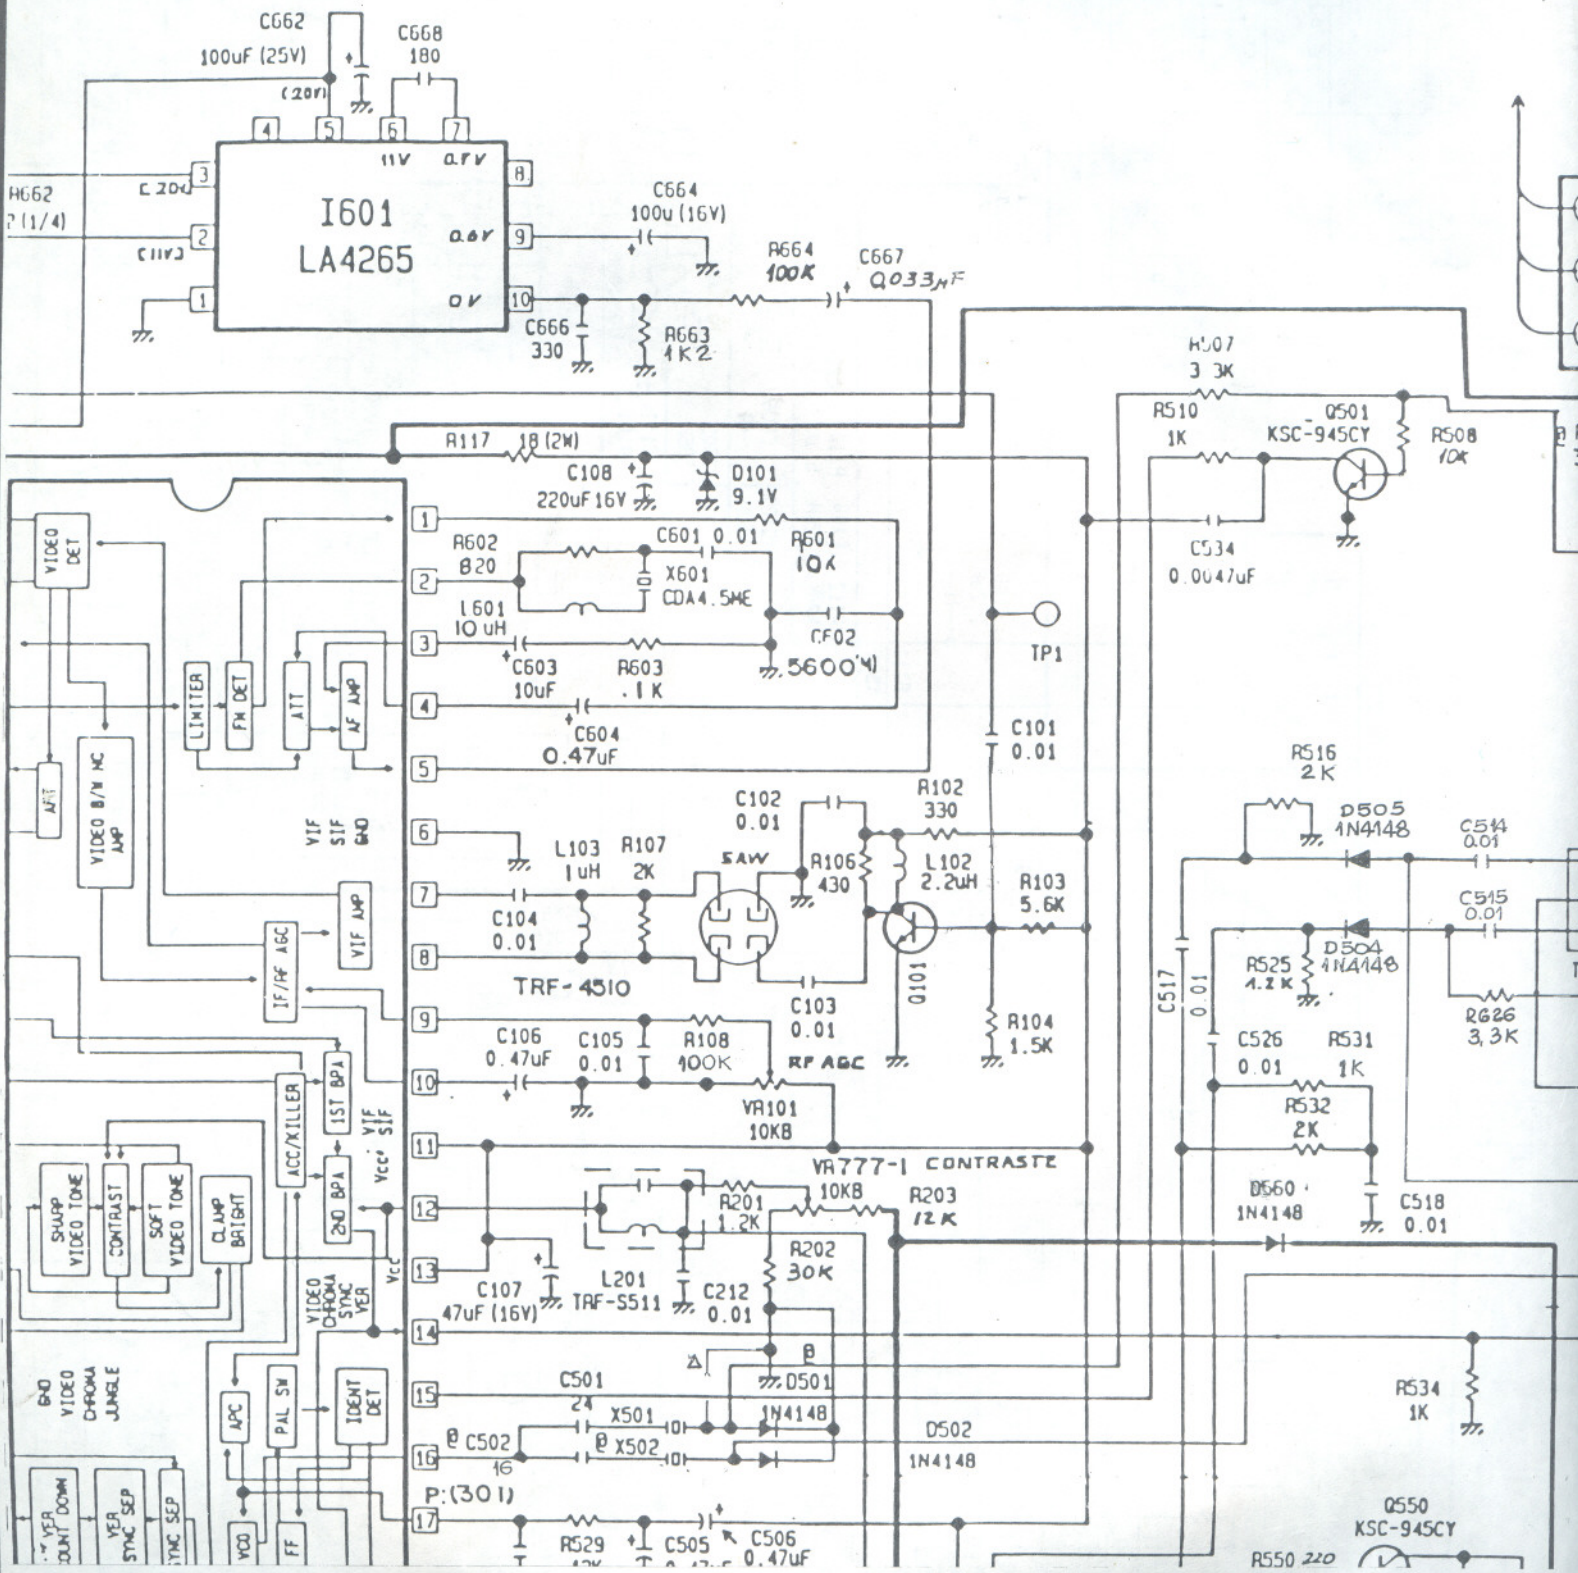 C662
100uF (25V)
(20V)
C668
180
4
5
6
7
11V
3
8
I601
LA4265
2
9
1
10
0V
C664
100u (16V)
R664
100K
C667
C666
330
R663
1K2
(1/4)
R507
3.3K
R510
1K
Q501
KSC-945CY
R508
10K
C534
0.0047uF
R117
18 (2W)
C108
220uF 16V
D101
9.1V
1
R602
820
C601 0.01
R601
10K
X601
CDA4.5ME
2
L601
10 uH
3
C603
10uF
R603
.1K
5600
TP1
4
C604
0.47uF
5
C101
0.01
VIDEO
DET
LIMITER
FM DET
ATT
AF AMP
VIDEO B/W NC
AMP
VIF
SIF
GND
6
C102
0.01
R102
330
L103
1uH
R107
2K
SAW
R106
430
L102
2.2uH
R103
5.6K
7
C104
0.01
8
TRF-4510
C103
0.01
Q101
R104
1.5K
VIF AMP
IF/RF AGC
9
C106
0.47uF
C105
0.01
R108
100K
RF AGC
10
VR101
10KB
11
R516
2K
D505
1N4148
C514
0.01
C515
0.01
D504
1N4148
R525
1.2K
C517
0.01
R626
3,3K
C526
0.01
R531
1K
R532
2K
C518
0.01
D560
1N4148
ACC/KILLER
1ST BPA
2ND BPA
VIF
SIF
Vcc
SHARP
VIDEO TONE
CONTRAST
SOFT
VIDEO TONE
CLAMP
BRIGHT
12
VR777-1 CONTRASTE
10KB
R201
1.2K
R203
12K
R202
30K
13
C107
47uF (16V)
L201
TRF-S511
C212
0.01
Vcc
VIDEO
CHROMA
SYNC
VER
14
GND
VIDEO
CHROMA
JUNGLE
APC
PAL SW
IDENT
DET
15
C501
24
X501
D501
1N4148
16
@ C502
16
@ X502
D502
1N4148
R534
1K
P:(301)
17
R529
C505
C506
0.47uF
VER
SYNC SEP
VCO
FF
Q550
KSC-945CY
R550 220